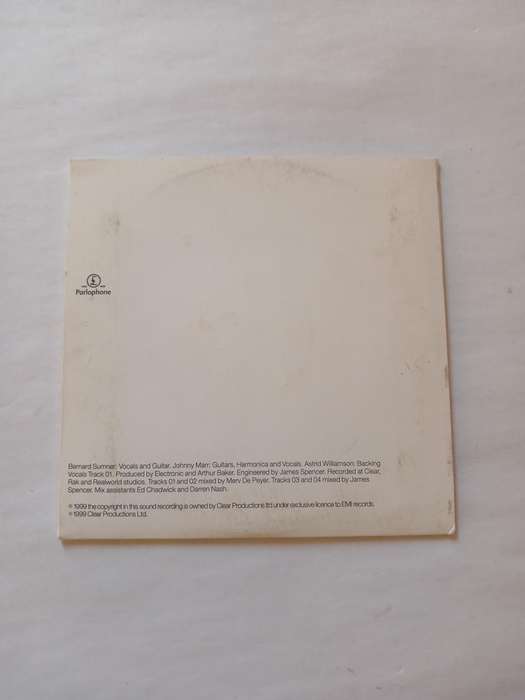 £
Parlophone
Bernard Sumner: Vocals and Guitar. Johnny Marr: Guitars, Harmonica and Vocals. Astrid Williamson: Backing
Vocals Track 01. Produced by Electronic and Arthur Baker. Engineered by James Spencer. Recorded at Clear,
Rak and Realworld studios. Tracks 01 and 02 mixed by Merv De Peyer. Tracks 03 and 04 mixed by James
Spencer. Mix assistants Ed Chadwick and Darren Nash.
℗ 1999 the copyright in this sound recording is owned by Clear Productions ltd under exclusive licence to EMI records.
© 1999 Clear Productions Ltd.